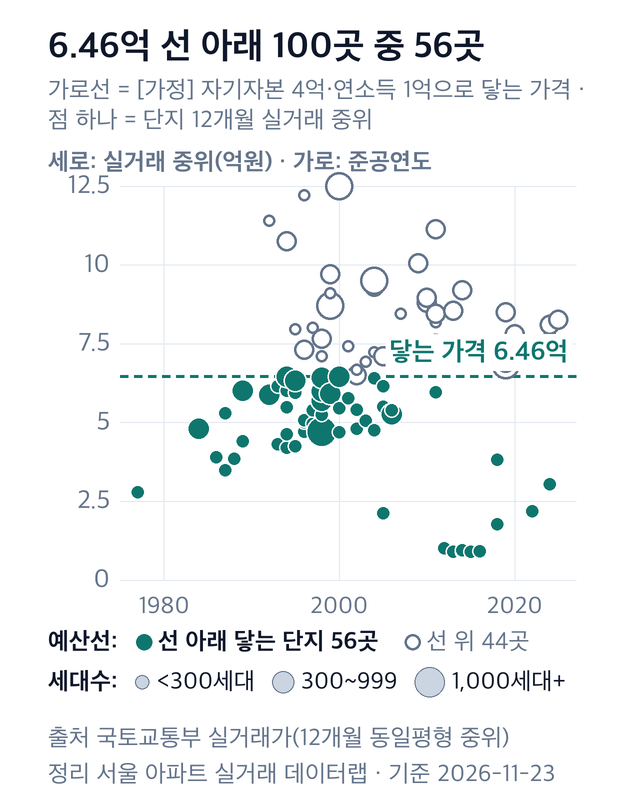 6.46억 선 아래 100곳 중 56곳
가로선 = [가정] 자기자본 4억·연소득 1억으로 닿는 가격 ·
점 하나 = 단지 12개월 실거래 중위
세로: 실거래 중위(억원) · 가로: 준공연도
12.5
10
7.5
닿는 가격 6.46억
5
2.5
0
1980 2000 2020
예산선: 선 아래 닿는 단지 56곳 선 위 44곳
세대수: <300세대 300~999 1,000세대+
출처 국토교통부 실거래가(12개월 동일평형 중위)
정리 서울 아파트 실거래 데이터랩 · 기준 2026-11-23